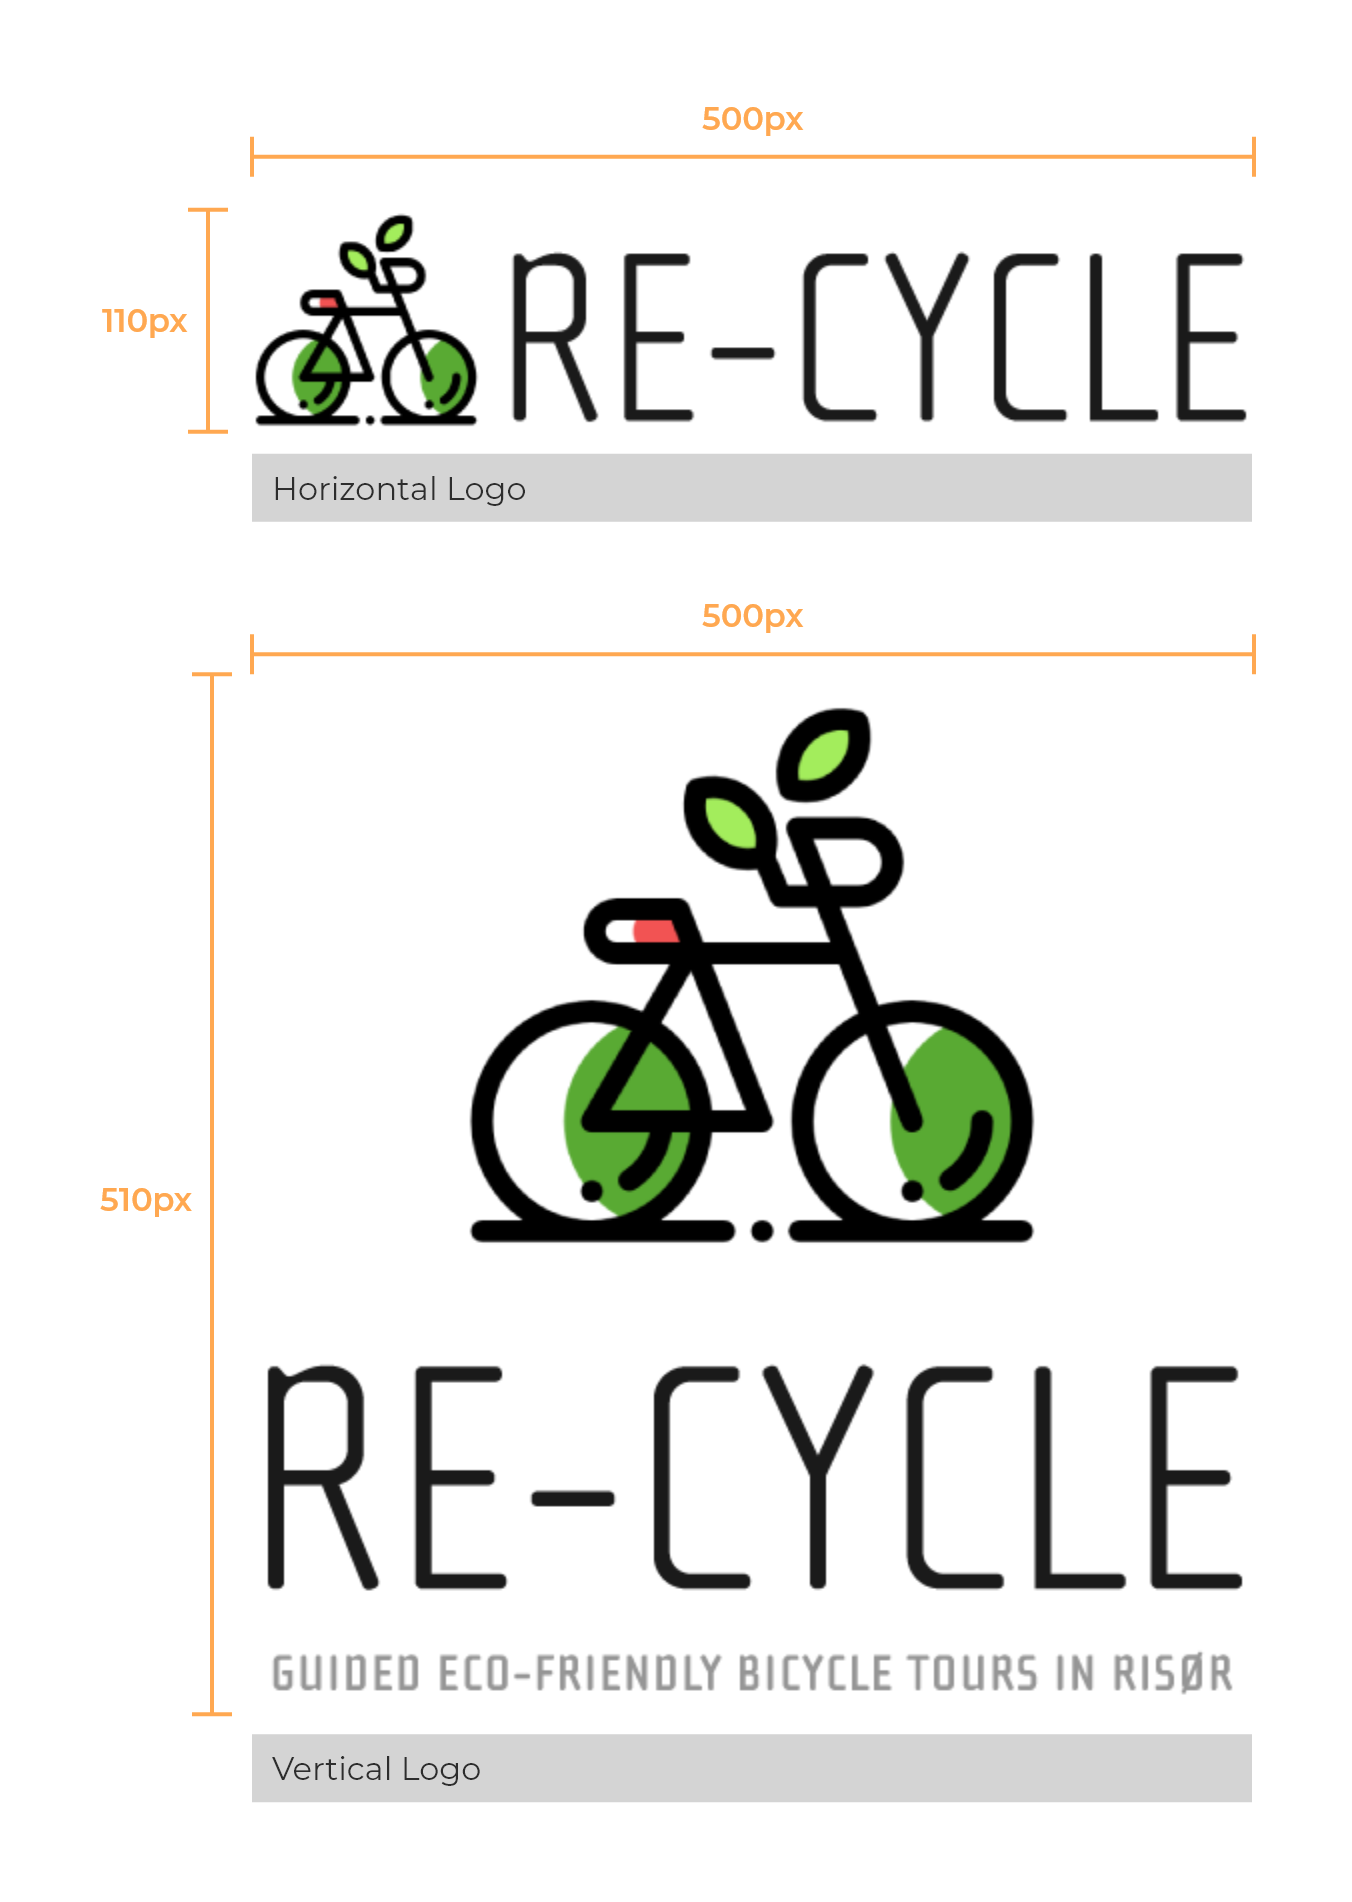 500px
110px
RE-CYCLE
Horizontal Logo
500px
510px
RE-CYCLE
GUIDED ECO-FRIENDLY BICYCLE TOURS IN RISØR
Vertical Logo